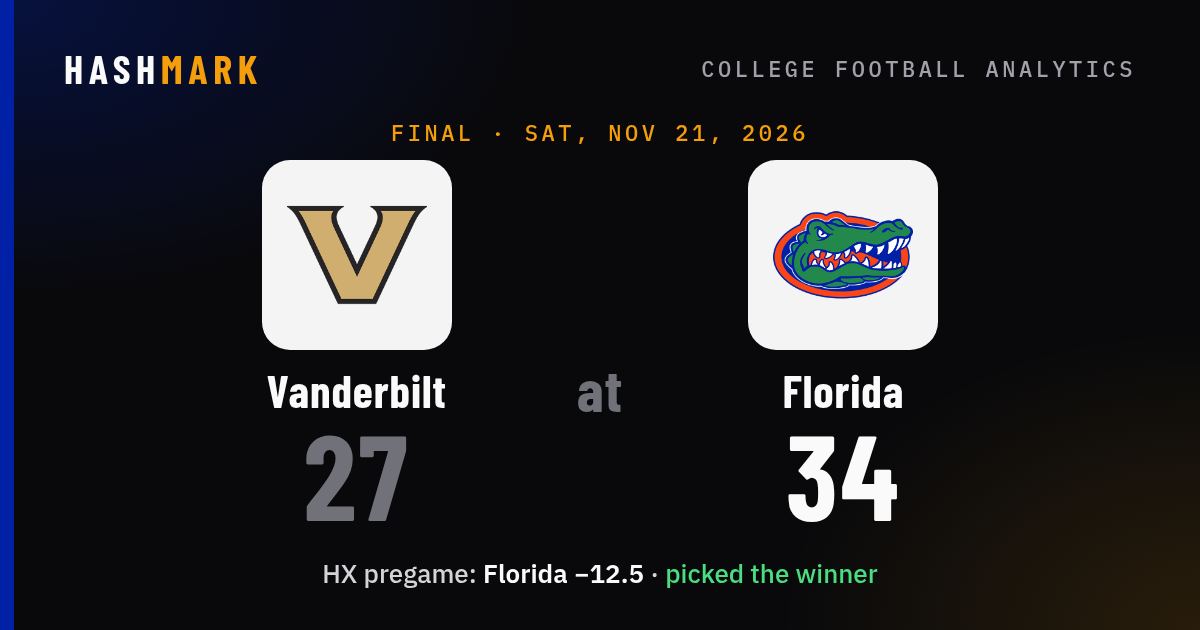 HASHMARK
COLLEGE FOOTBALL ANALYTICS
FINAL · SAT, NOV 21, 2026
V
Vanderbilt
at
Florida
27
34
HX pregame: Florida −12.5 · picked the winner